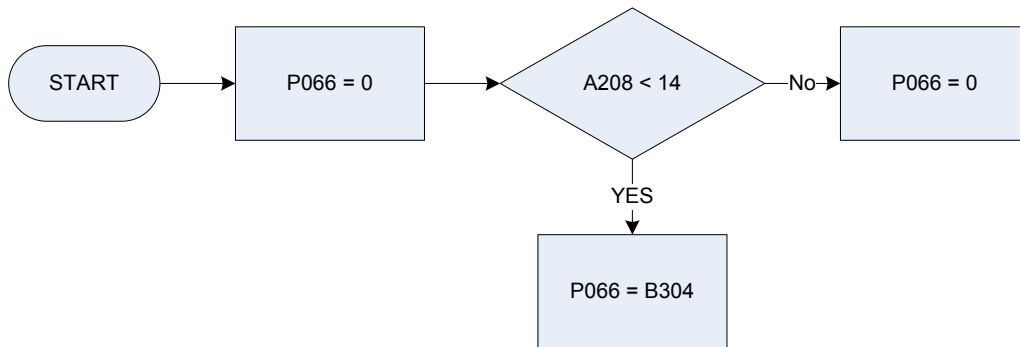 START
P066 = 0
A208 < 14
No
P066 = 0
YES
P066 = B304